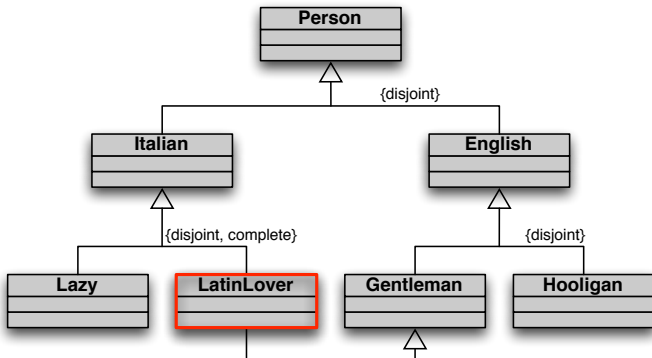 Person
{disjoint}
Italian
English
{disjoint, complete}
{disjoint}
Lazy
LatinLover
Gentleman
Hooligan